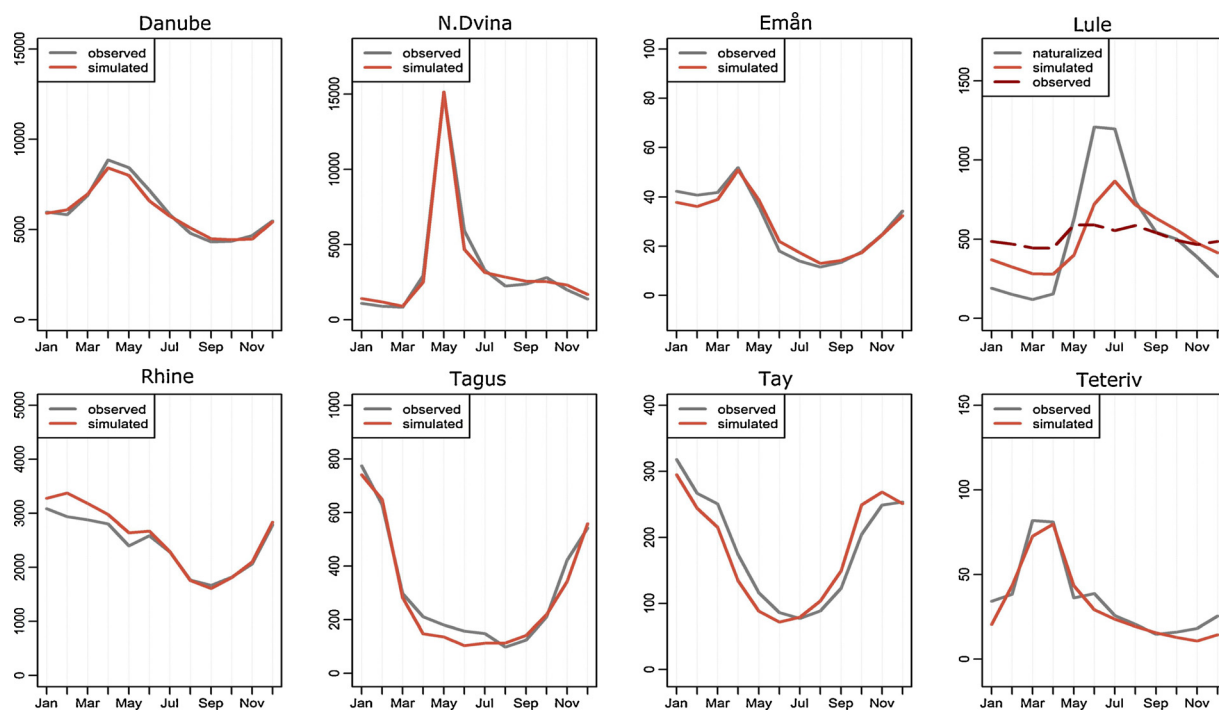 Danube
observed
simulated
15000
10000
5000
0
Jan Mar May Jul Sep Nov
N.Dvina
observed
simulated
15000
10000
5000
0
Jan Mar May Jul Sep Nov
Emån
observed
simulated
100
80
60
40
20
0
Jan Mar May Jul Sep Nov
Lule
naturalized
simulated
observed
1500
1000
500
0
Jan Mar May Jul Sep Nov
Rhine
observed
simulated
5000
4000
3000
2000
1000
0
Jan Mar May Jul Sep Nov
Tagus
observed
simulated
1000
800
600
400
200
0
Jan Mar May Jul Sep Nov
Tay
observed
simulated
400
300
200
100
0
Jan Mar May Jul Sep Nov
Teteriv
observed
simulated
150
100
50
0
Jan Mar May Jul Sep Nov